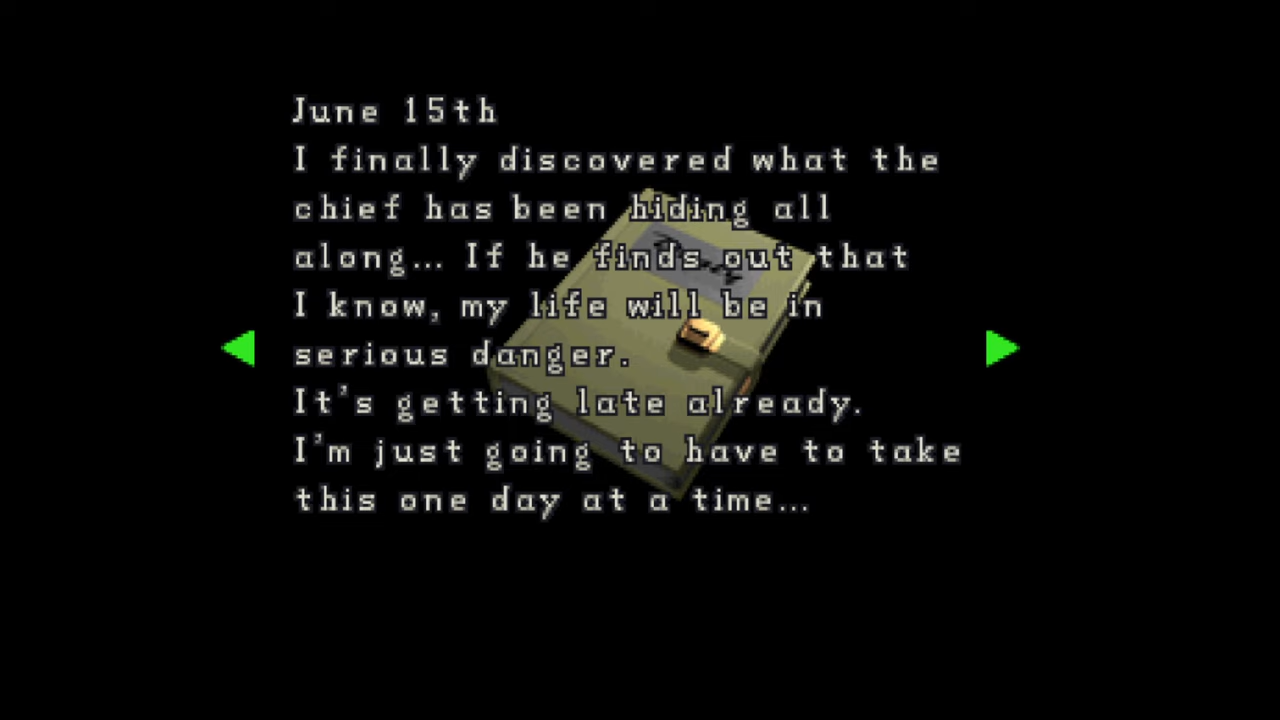 June 15th
I finally discovered what the
chief has been hiding all
along... If he finds out that
I know, my life will be in
serious danger.
It's getting late already.
I'm just going to have to take
this one day at a time...
Diary